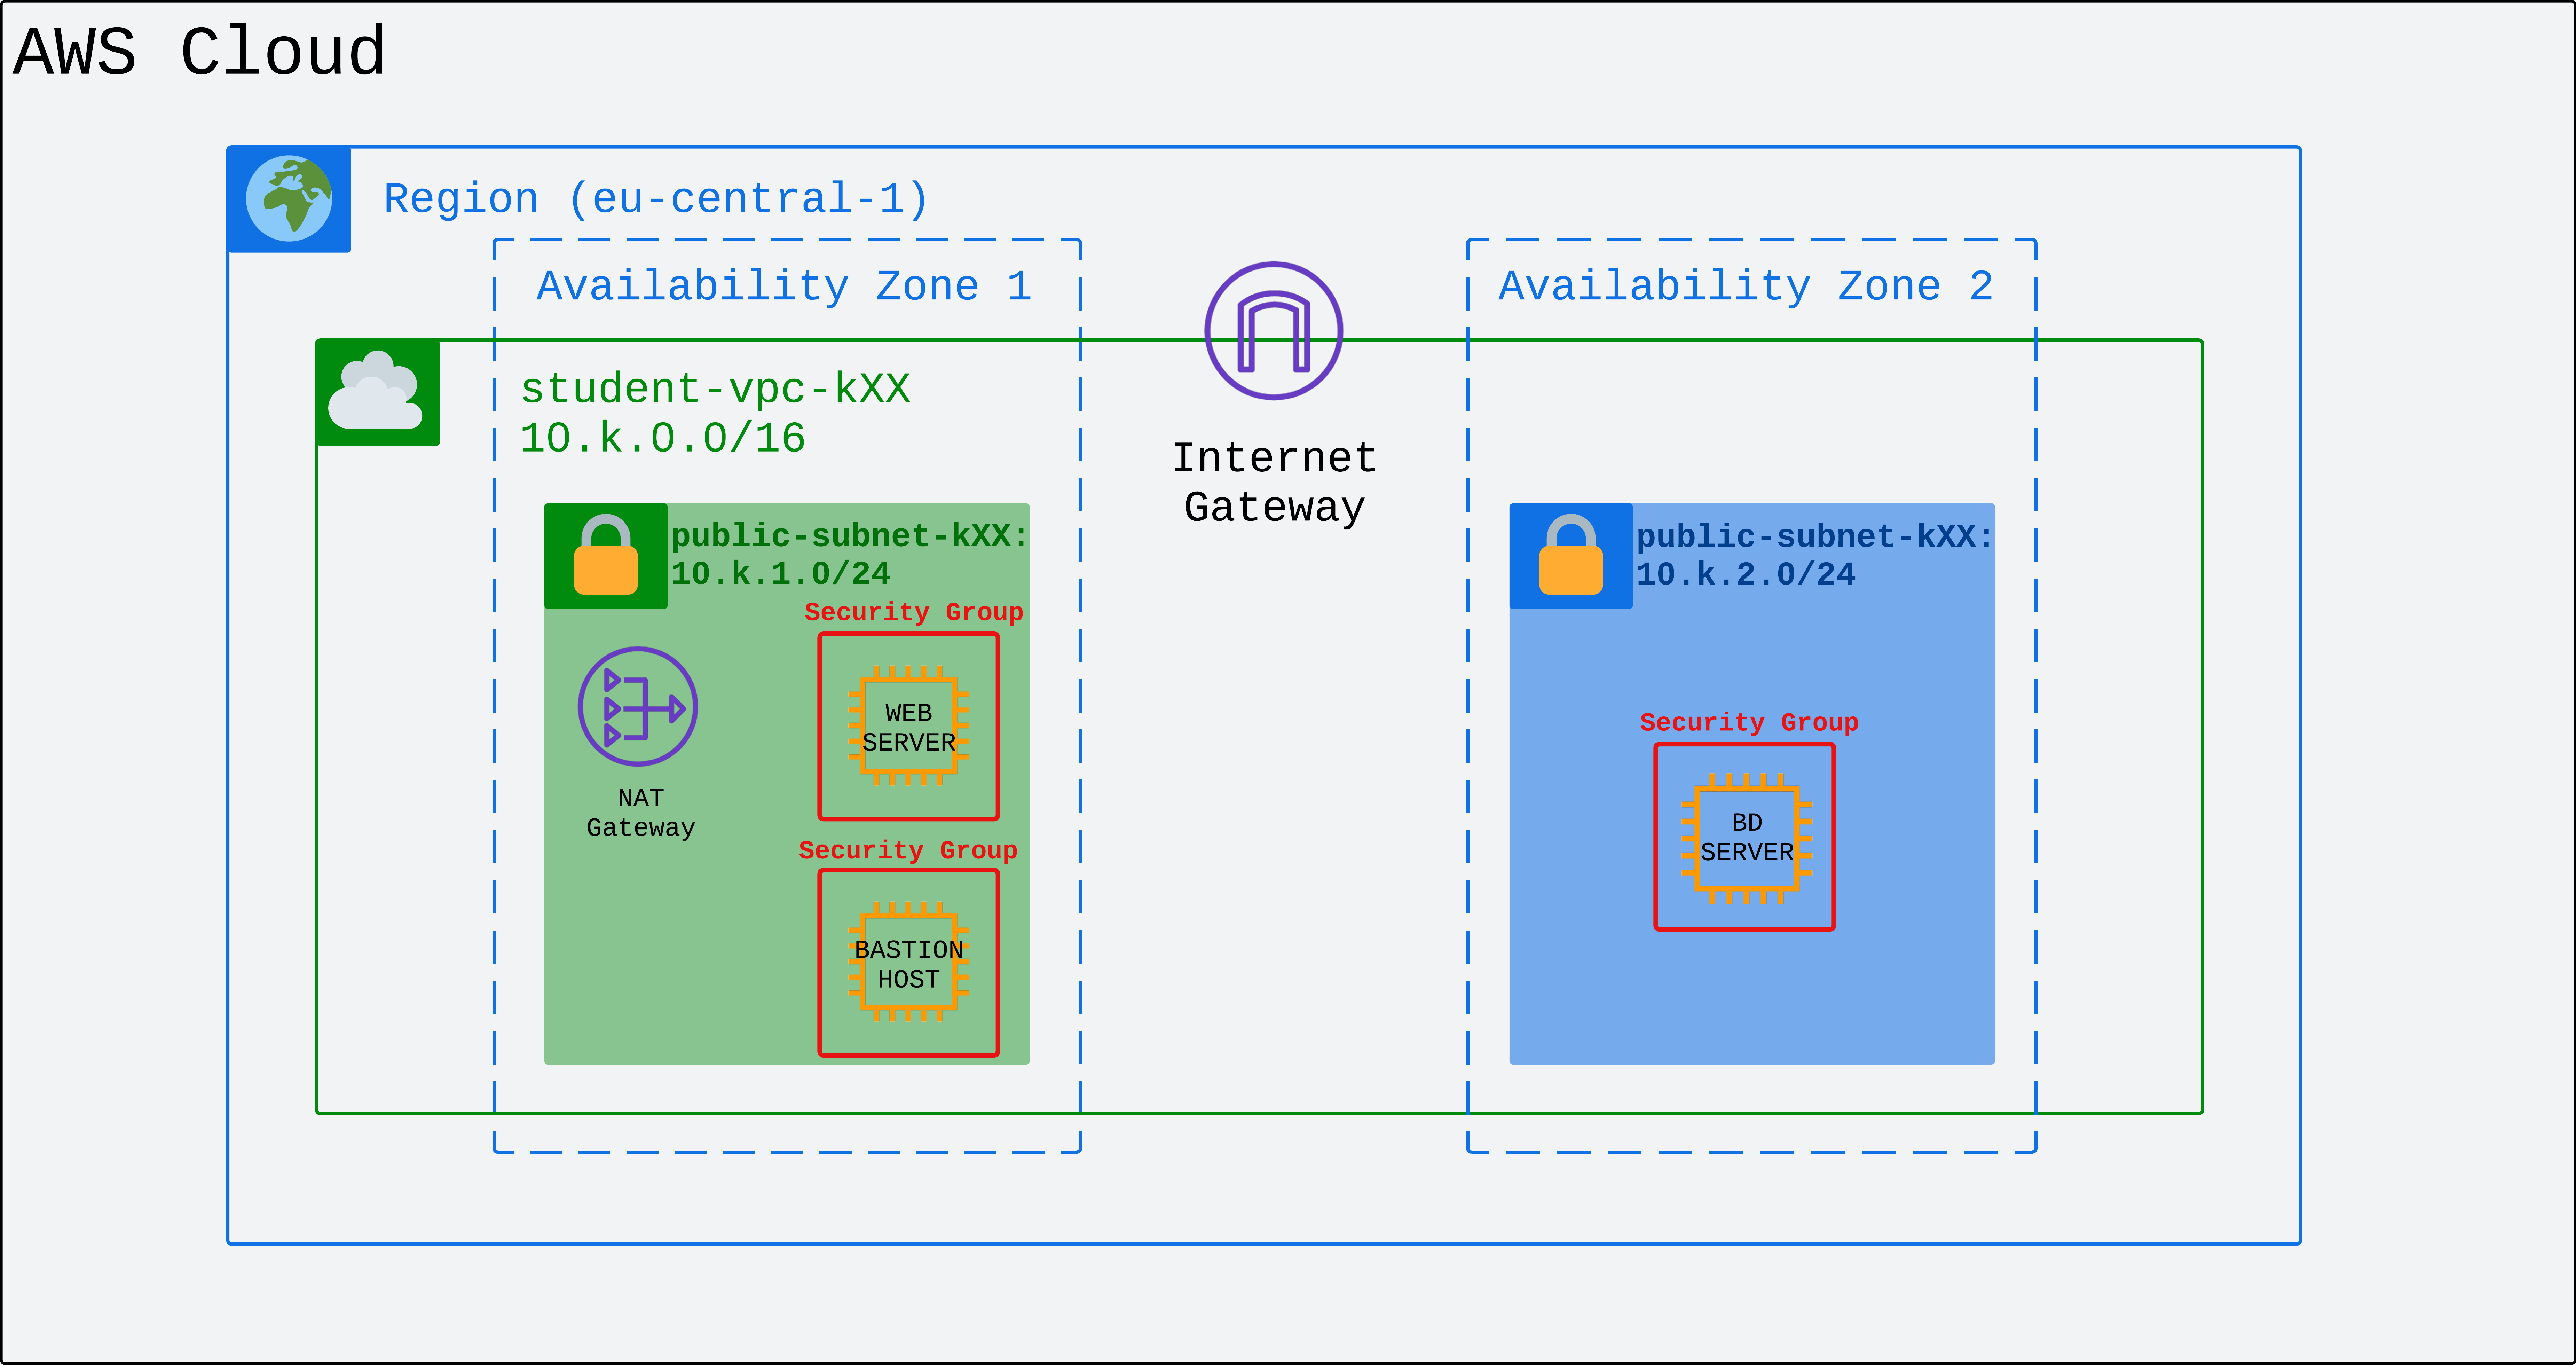 AWS Cloud
Region (eu-central-1)
Availability Zone 1
Availability Zone 2
student-vpc-kXX
10.k.0.0/16
Internet
Gateway
public-subnet-kXX:
10.k.1.0/24
Security Group
WEB
SERVER
NAT
Gateway
Security Group
BASTION
HOST
public-subnet-kXX:
10.k.2.0/24
Security Group
BD
SERVER